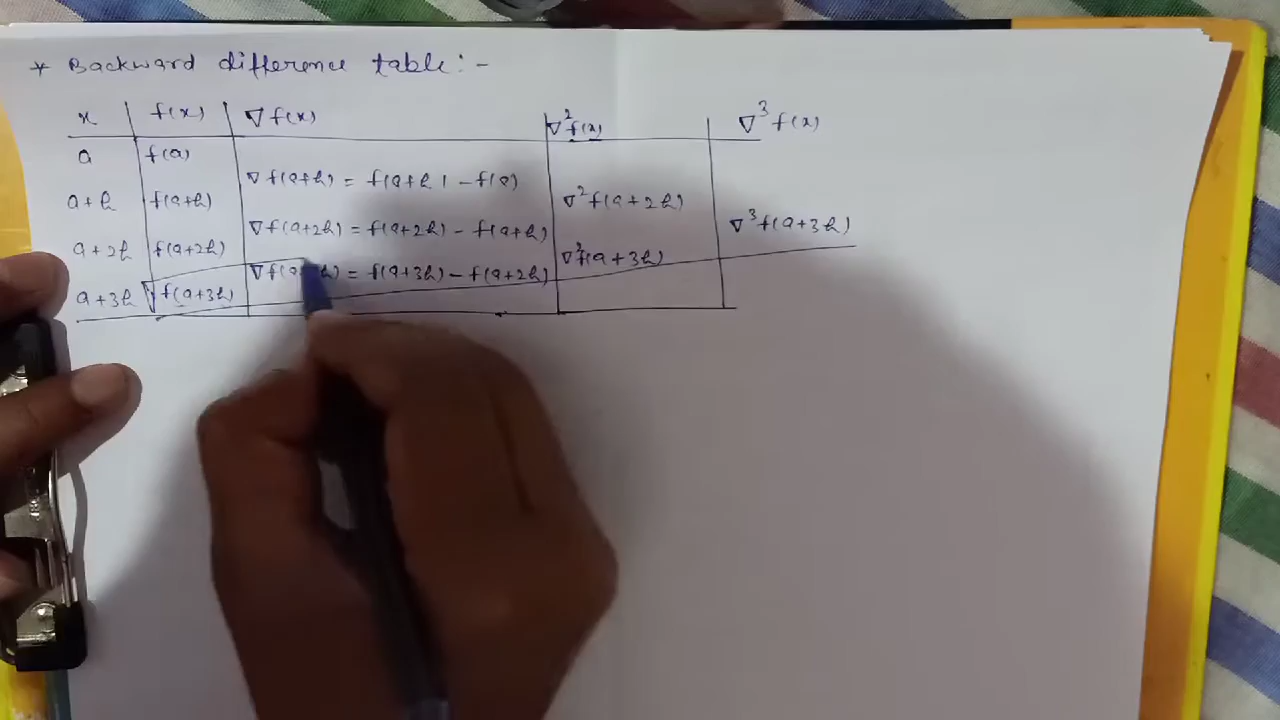 * Backward difference table:-
x f(x) ∇f(x) ∇²f(x) ∇³f(x)
a f(a)
∇f(a+h) = f(a+h) - f(a)
a+h f(a+h) ∇²f(a+2h)
∇f(a+2h) = f(a+2h) - f(a+h) ∇³f(a+3h)
a+2h f(a+2h) ∇²f(a+3h)
= f(a+3h) - f(a+2h)
a+3h f(a+3h)